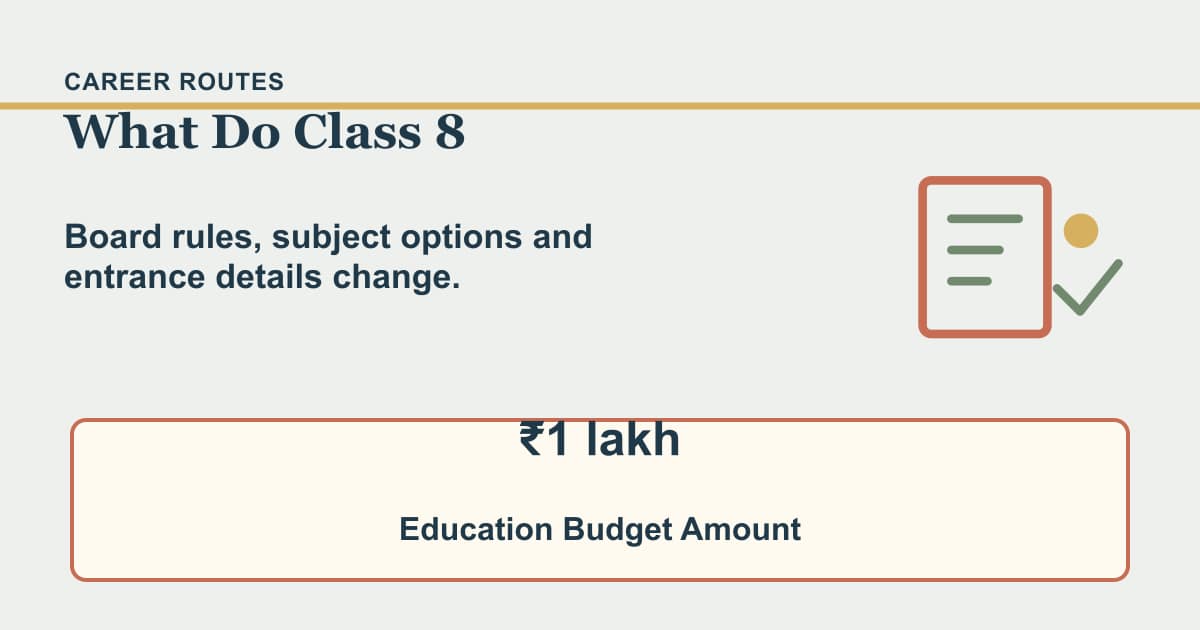 CAREER ROUTES
What Do Class 8
Board rules, subject options and
entrance details change.
₹1 lakh
Education Budget Amount